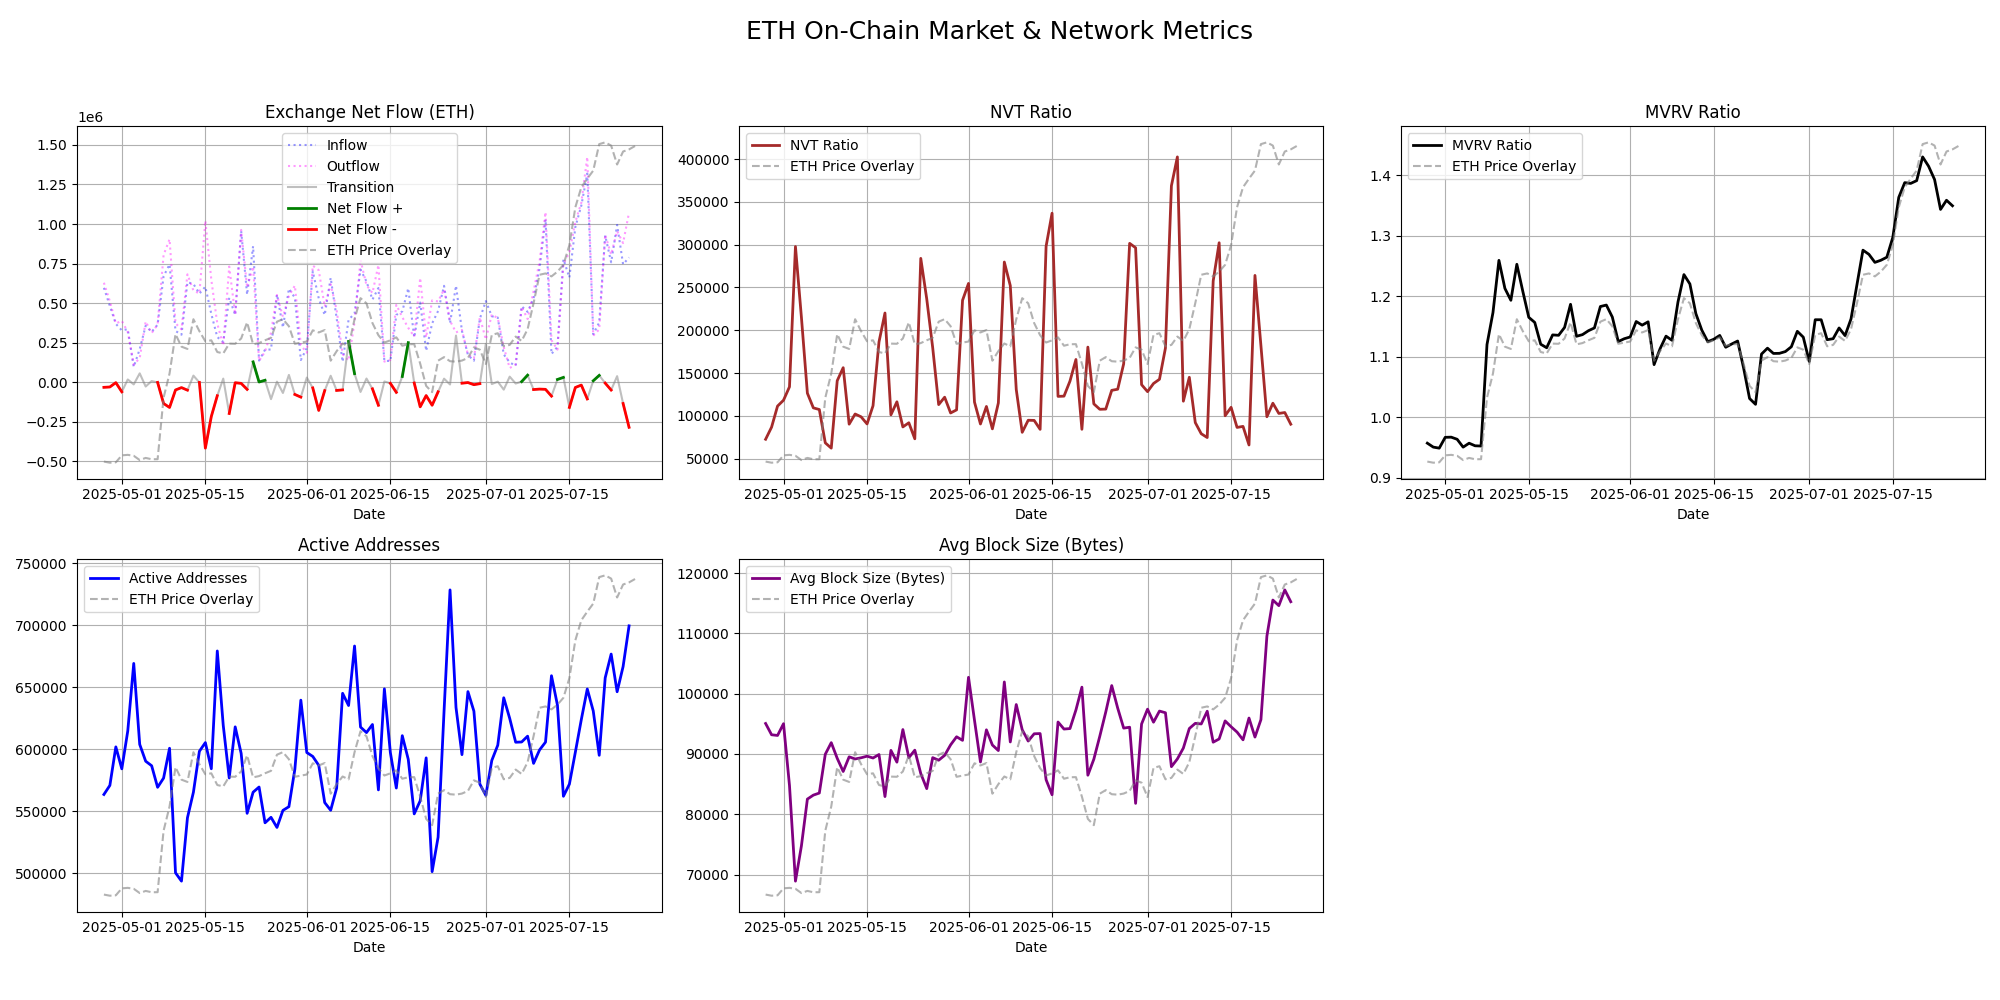 ETH On-Chain Market & Network Metrics
Exchange Net Flow (ETH)
1e6
1.50
1.25
1.00
0.75
0.50
0.25
0.00
−0.25
−0.50
Inflow
Outflow
Transition
Net Flow +
Net Flow -
ETH Price Overlay
2025-05-01 2025-05-15 2025-06-01 2025-06-15 2025-07-01 2025-07-15
Date
NVT Ratio
400000
350000
300000
250000
200000
150000
100000
50000
NVT Ratio
ETH Price Overlay
2025-05-01 2025-05-15 2025-06-01 2025-06-15 2025-07-01 2025-07-15
Date
MVRV Ratio
1.4
1.3
1.2
1.1
1.0
0.9
MVRV Ratio
ETH Price Overlay
2025-05-01 2025-05-15 2025-06-01 2025-06-15 2025-07-01 2025-07-15
Date
Active Addresses
750000
700000
650000
600000
550000
500000
Active Addresses
ETH Price Overlay
2025-05-01 2025-05-15 2025-06-01 2025-06-15 2025-07-01 2025-07-15
Date
Avg Block Size (Bytes)
120000
110000
100000
90000
80000
70000
Avg Block Size (Bytes)
ETH Price Overlay
2025-05-01 2025-05-15 2025-06-01 2025-06-15 2025-07-01 2025-07-15
Date